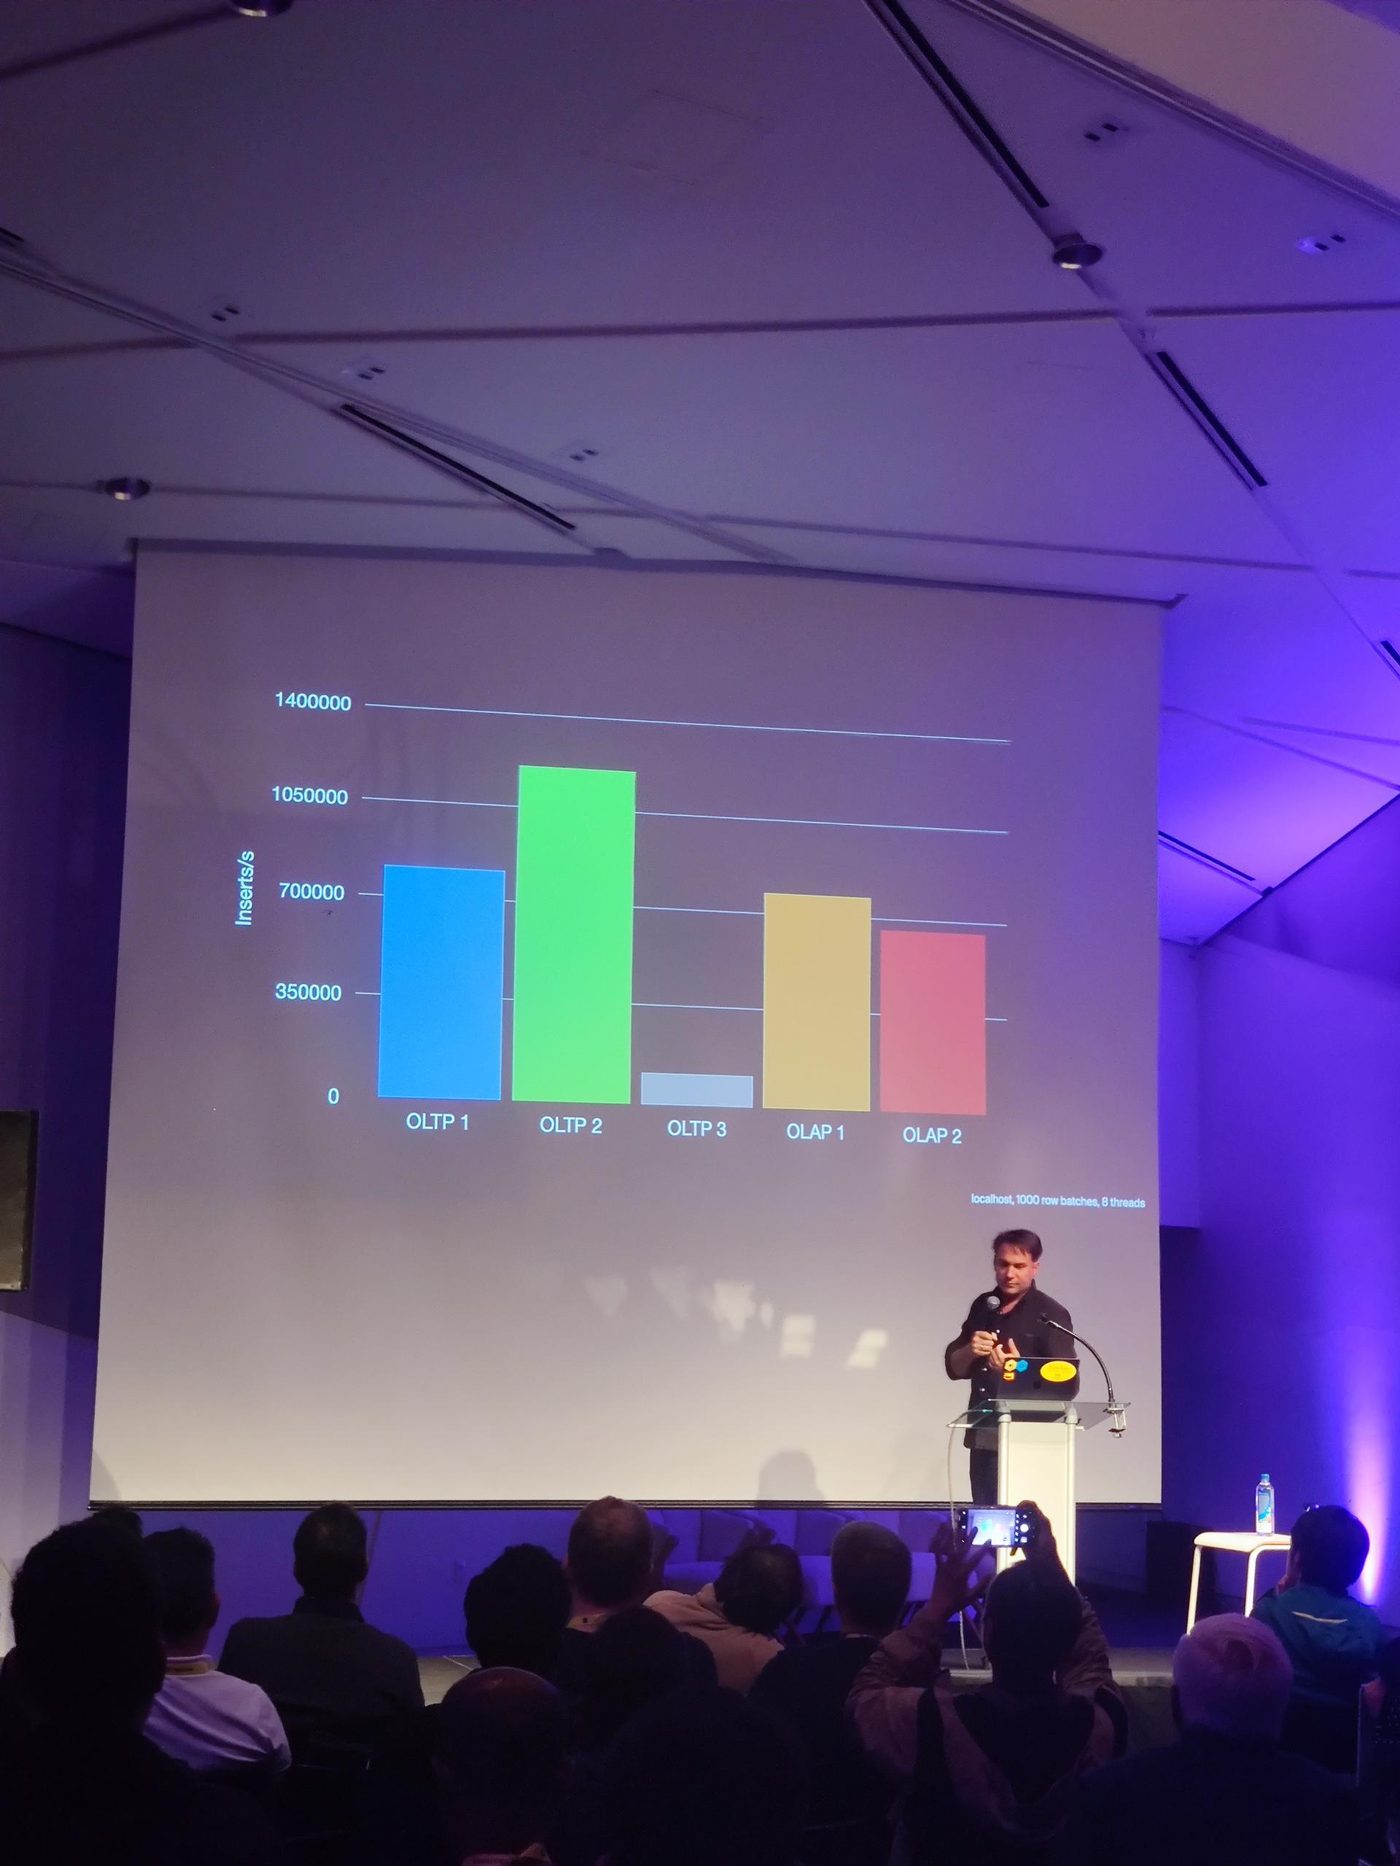 1400000
1050000
700000
350000
0
Inserts/s
OLTP 1
OLTP 2
OLTP 3
OLAP 1
OLAP 2
localhost, 1000 row batches, 8 threads